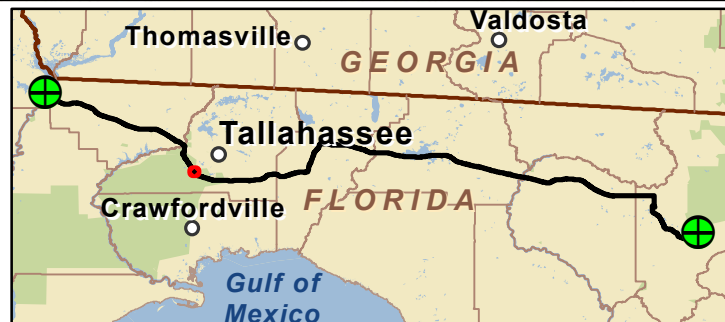 Valdosta
Thomasville
GEORGIA
Tallahassee
FLORIDA
Crawfordville
Gulf of
Mexico